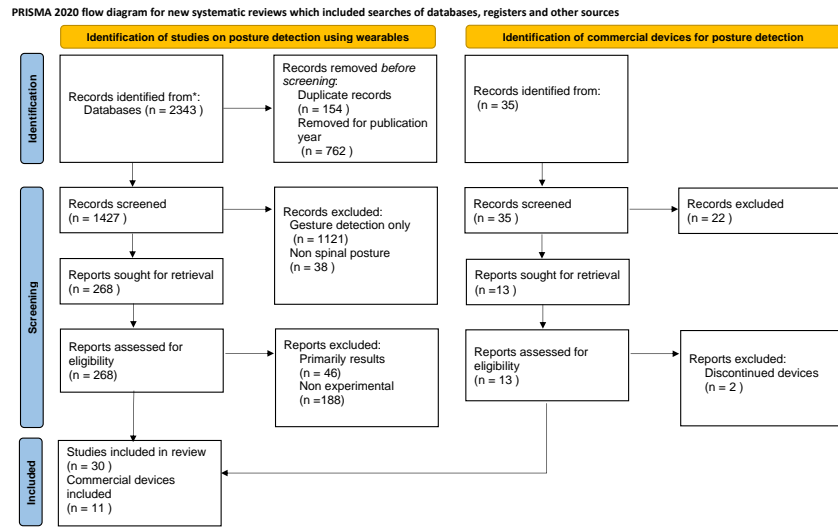 PRISMA 2020 flow diagram for new systematic reviews which included searches of databases, registers and other sources
Identification of studies on posture detection using wearables
Identification of commercial devices for posture detection
Identification
Records identified from*:
Databases (n = 2343 )
Records removed before
screening:
Duplicate records
(n = 154 )
Removed for publication
year
(n = 762 )
Records identified from:
(n = 35)
Screening
Records screened
(n = 1427 )
Records excluded:
Gesture detection only
(n = 1121)
Non spinal posture
(n = 38 )
Records screened
(n = 35 )
Records excluded
(n = 22 )
Reports sought for retrieval
(n = 268 )
Reports sought for retrieval
(n =13 )
Reports assessed for
eligibility
(n = 268)
Reports excluded:
Primarily results
(n = 46)
Non experimental
(n =188)
Reports assessed for
eligibility
(n = 13 )
Reports excluded:
Discontinued devices
(n = 2 )
Included
Studies included in review
(n = 30 )
Commercial devices
included
(n = 11 )